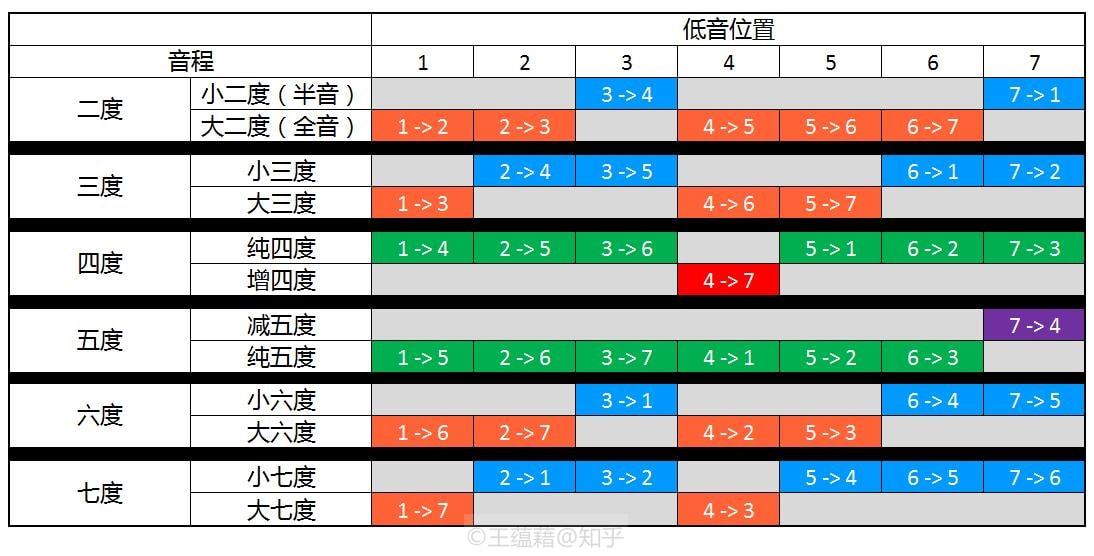 低音位置
音程 1 2 3 4 5 6 7
二度
小二度（半音） 3 -> 4 7 -> 1
大二度（全音） 1 -> 2 2 -> 3 4 -> 5 5 -> 6 6 -> 7
三度
小三度 2 -> 4 3 -> 5 6 -> 1 7 -> 2
大三度 1 -> 3 4 -> 6 5 -> 7
四度
纯四度 1 -> 4 2 -> 5 3 -> 6 5 -> 1 6 -> 2 7 -> 3
增四度 4 -> 7
五度
减五度 7 -> 4
纯五度 1 -> 5 2 -> 6 3 -> 7 4 -> 1 5 -> 2 6 -> 3
六度
小六度 3 -> 1 6 -> 4 7 -> 5
大六度 1 -> 6 2 -> 7 4 -> 2 5 -> 3
七度
小七度 2 -> 1 3 -> 2 5 -> 4 6 -> 5 7 -> 6
大七度 1 -> 7 4 -> 3
©王蕴藉@知乎